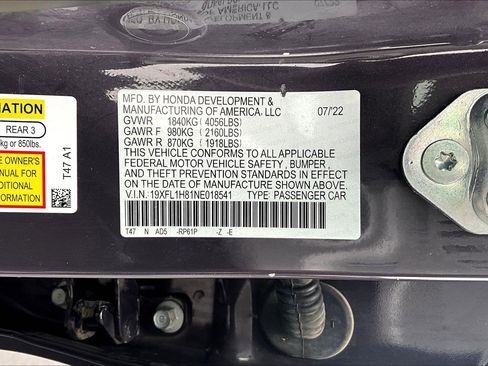 MFD. BY HONDA DEVELOPMENT &
MANUFACTURING OF AMERICA, LLC 07/'22
GVWR 1840KG (4056LBS)
GAWR F 980KG (2160LBS)
GAWR R 870KG (1918LBS)
THIS VEHICLE CONFORMS TO ALL APPLICABLE
FEDERAL MOTOR VEHICLE SAFETY, BUMPER,
AND THEFT PREVENTION STANDARDS IN EFFECT
ON THE DATE OF MANUFACTURE SHOWN ABOVE.
V.I.N.: 19XFL1H81NE018541 TYPE: PASSENGER CAR
T47 N AD5 -RP61P -Z -E
MATION
REAR 3
kg or 850lbs.
E OWNER'S
NUAL FOR
DITIONAL
RMATION
T47 A1